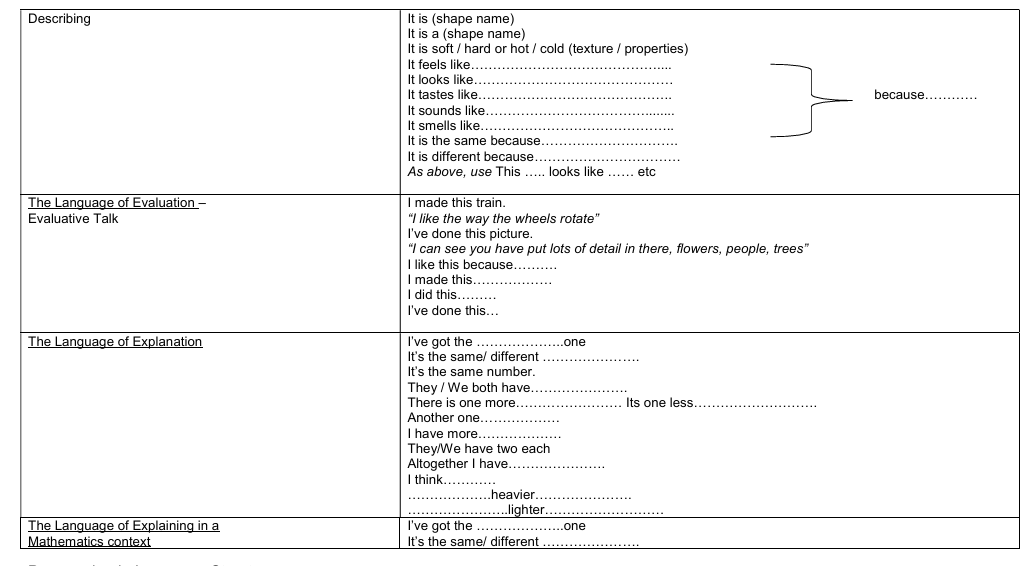 Describing
It is (shape name)
It is a (shape name)
It is soft / hard or hot / cold (texture / properties)
It feels like…………………………………....
It looks like………………………………………
It tastes like……………………………………..
It sounds like………………………………........
It smells like……………………………………..
because…………
It is the same because………………………….
It is different because……………………………
As above, use This ….. looks like …… etc
The Language of Evaluation –
Evaluative Talk
I made this train.
“I like the way the wheels rotate”
I’ve done this picture.
“I can see you have put lots of detail in there, flowers, people, trees”
I like this because……….
I made this………………
I did this………
I’ve done this…
The Language of Explanation
I’ve got the ………………..one
It’s the same/ different ………………….
It’s the same number.
They / We both have………………….
There is one more…………………… Its one less……………………….
Another one………………
I have more………………
They/We have two each
Altogether I have………………….
I think…………
……………….heavier………………….
…………………..lighter………………………
The Language of Explaining in a
Mathematics context
I’ve got the ………………..one
It’s the same/ different ………………….